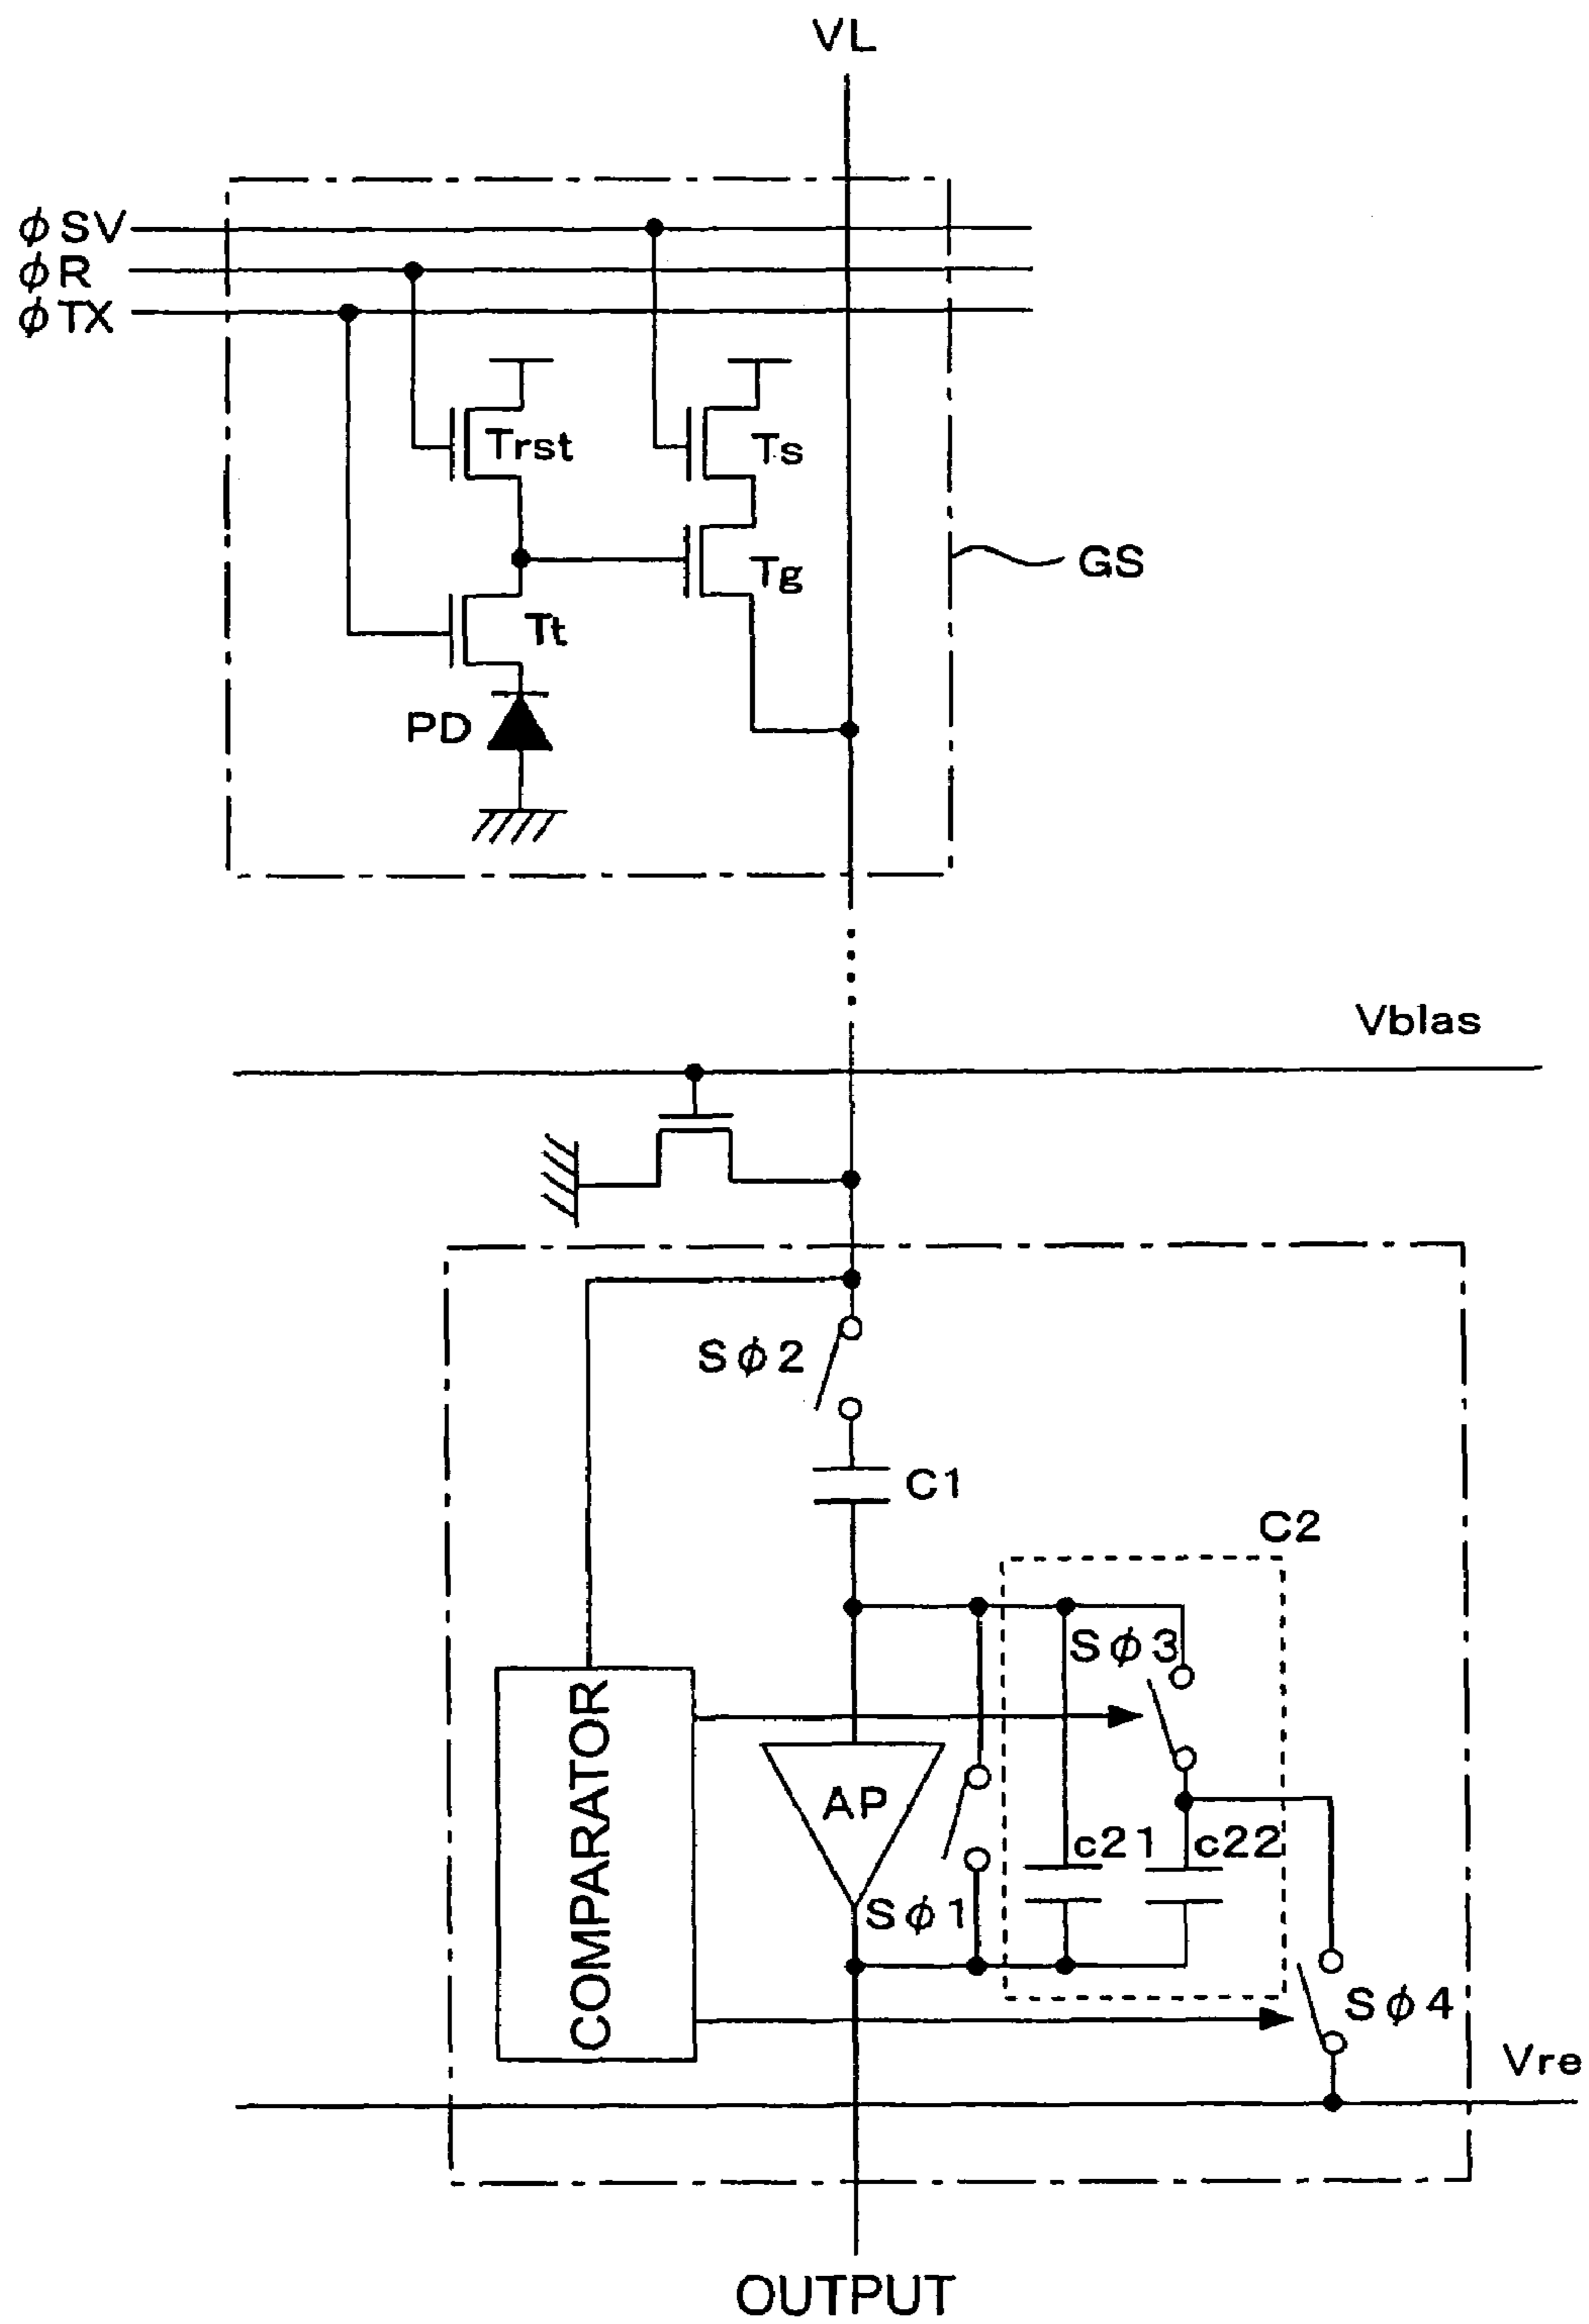 VL
φSV
φR
φTX
Trst
Ts
Tg
GS
Tt
PD
Vblas
Sφ2
C1
C2
Sφ3
COMPARATOR
AP
c21
c22
Sφ1
Sφ4
Vre
OUTPUT